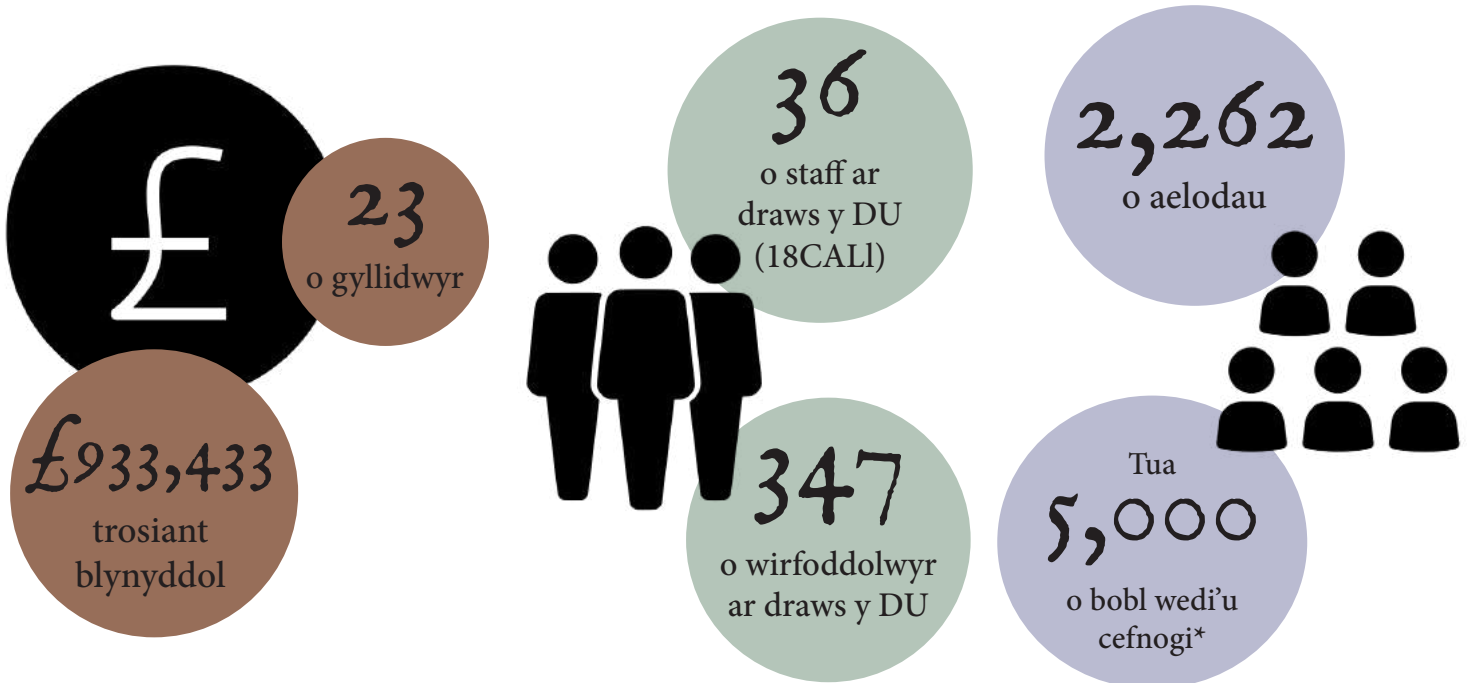 £
23
o gyllidwyr
£933,433
trosiant
blynyddol
36
o staff ar
draws y DU
(18CALl)
347
o wirfoddolwyr
ar draws y DU
2,262
o aelodau
Tua
5,000
o bobl wedi’u
cefnogi*